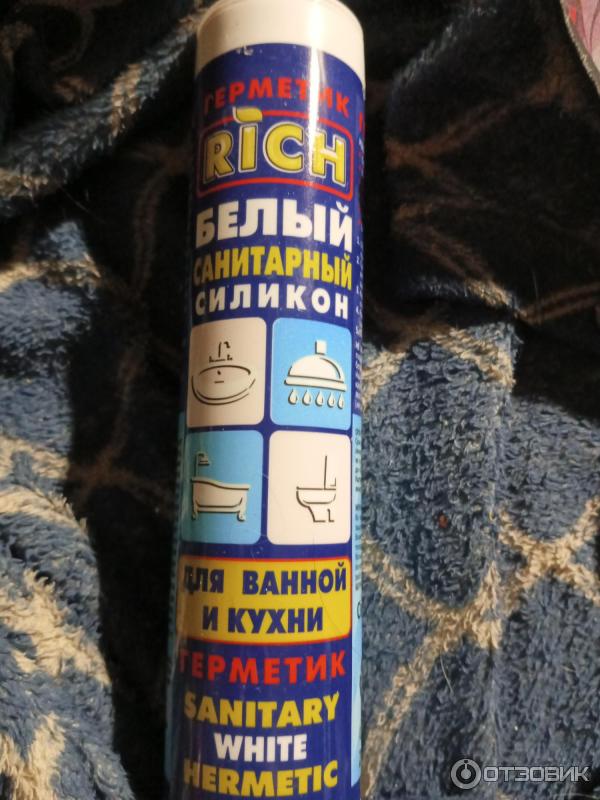 ГЕРМЕТИК
RICH
БЕЛЫЙ
САНИТАРНЫЙ
СИЛИКОН
ДЛЯ ВАННОЙ
И КУХНИ
ГЕРМЕТИК
SANITARY
WHITE
HERMETIC
ОТЗОВИК